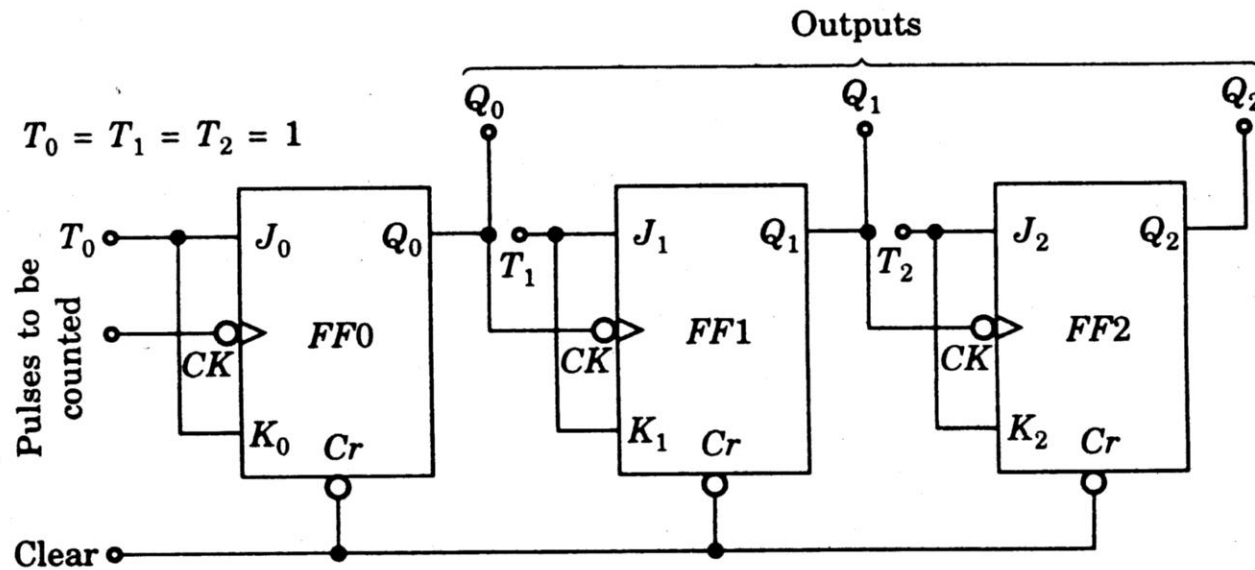 Outputs
Q₀ Q₁ Q₂
T₀ = T₁ = T₂ = 1
T₀ J₀ Q₀ T₁ J₁ Q₁ T₂ J₂ Q₂
Pulses to be
counted
CK FF0 CK FF1 CK FF2
K₀ Cr K₁ Cr K₂ Cr
Clear